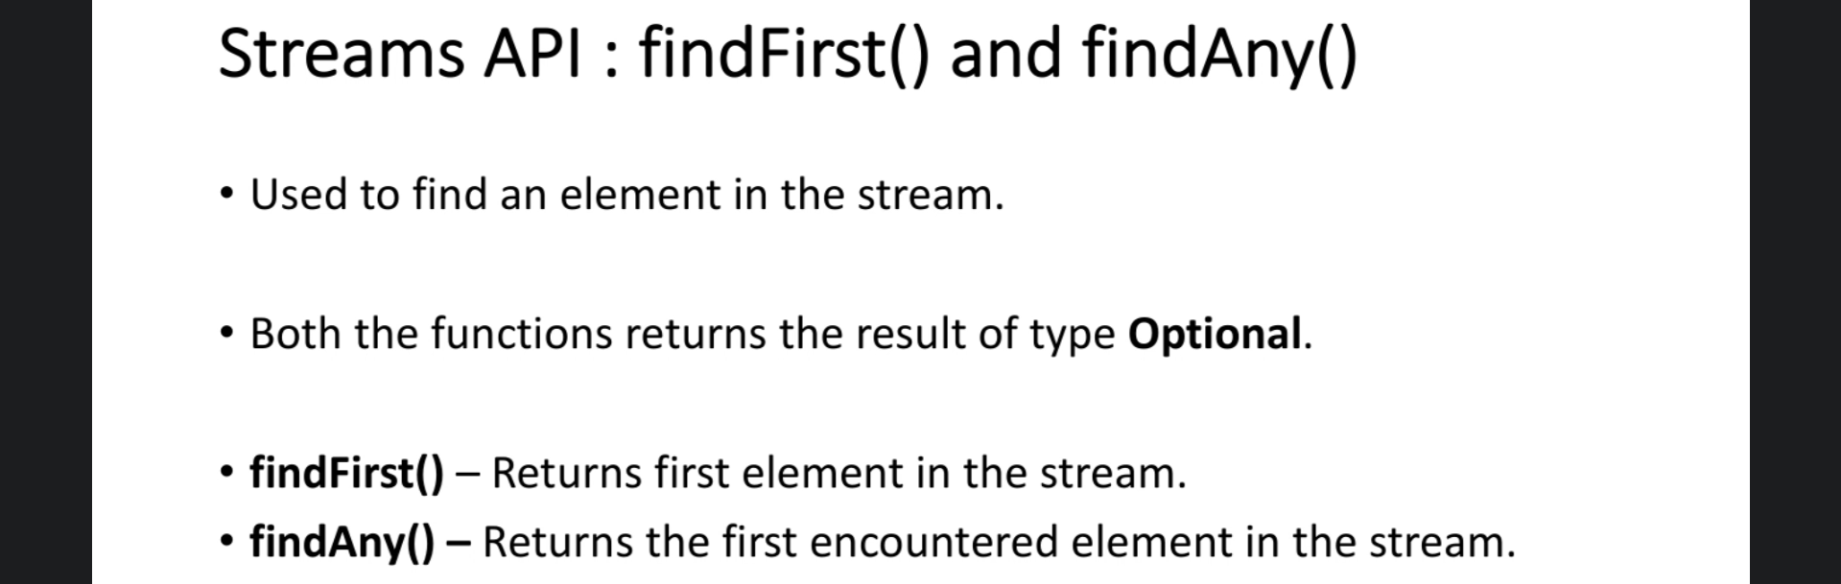 Streams API : findFirst() and findAny()
• Used to find an element in the stream.
• Both the functions returns the result of type Optional.
• findFirst() – Returns first element in the stream.
• findAny() – Returns the first encountered element in the stream.